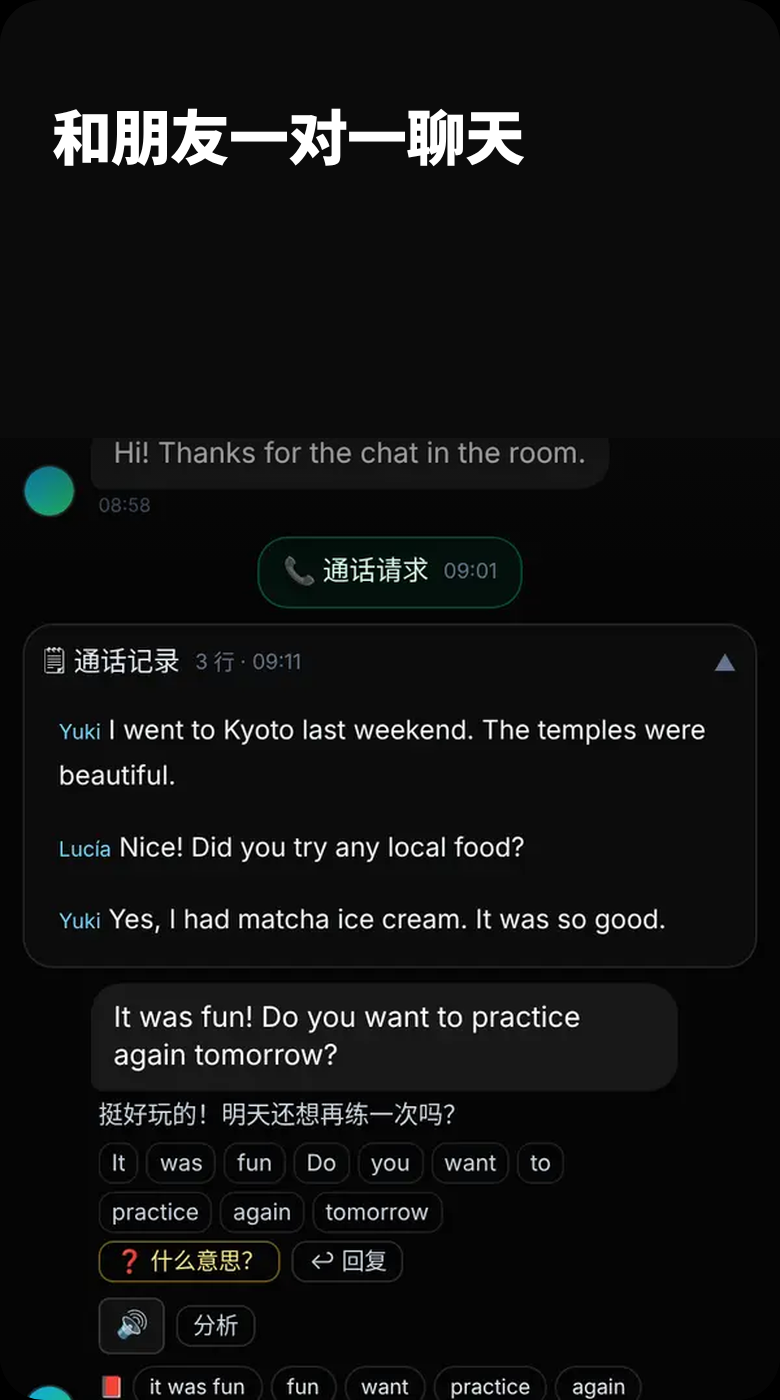 和朋友一对一聊天
Hi! Thanks for the chat in the room.
08:58
通话请求 09:01
通话记录 3 行 · 09:11
Yuki I went to Kyoto last weekend. The temples were
beautiful.
Lucía Nice! Did you try any local food?
Yuki Yes, I had matcha ice cream. It was so good.
It was fun! Do you want to practice
again tomorrow?
挺好玩的！明天还想再练一次吗？
It was fun Do you want to
practice again tomorrow
❓ 什么意思？ ↩ 回复
分析
it was fun fun want practice again